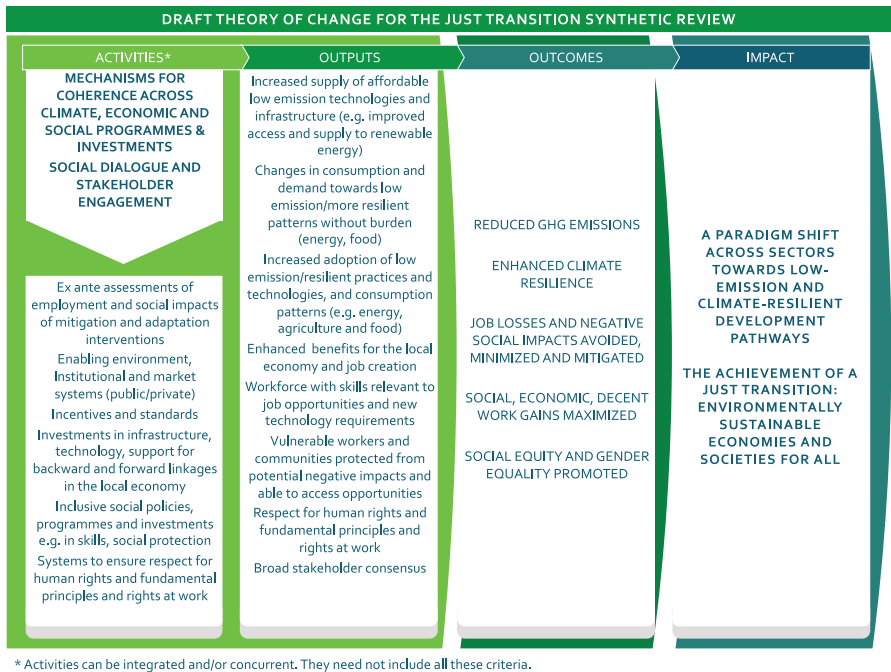 DRAFT THEORY OF CHANGE FOR THE JUST TRANSITION SYNTHETIC REVIEW
ACTIVITIES*
MECHANISMS FOR
COHERENCE ACROSS
CLIMATE, ECONOMIC AND
SOCIAL PROGRAMMES &
INVESTMENTS
SOCIAL DIALOGUE AND
STAKEHOLDER
ENGAGEMENT
Ex ante assessments of
employment and social impacts
of mitigation and adaptation
interventions
Enabling environment,
Institutional and market
systems (public/private)
Incentives and standards
Investments in infrastructure,
technology, support for
backward and forward linkages
in the local economy
Inclusive social policies,
programmes and investments
e.g. in skills, social protection
Systems to ensure respect for
human rights and fundamental
principles and rights at work
OUTPUTS
Increased supply of affordable
low emission technologies and
infrastructure (e.g. improved
access and supply to renewable
energy)
Changes in consumption and
demand towards low
emission/more resilient
patterns without burden
(energy, food)
Increased adoption of low
emission/resilient practices and
technologies, and consumption
patterns (e.g. energy,
agriculture and food)
Enhanced benefits for the local
economy and job creation
Workforce with skills relevant to
job opportunities and new
technology requirements
Vulnerable workers and
communities protected from
potential negative impacts and
able to access opportunities
Respect for human rights and
fundamental principles and
rights at work
Broad stakeholder consensus
OUTCOMES
REDUCED GHG EMISSIONS
ENHANCED CLIMATE
RESILIENCE
JOB LOSSES AND NEGATIVE
SOCIAL IMPACTS AVOIDED,
MINIMIZED AND MITIGATED
SOCIAL, ECONOMIC, DECENT
WORK GAINS MAXIMIZED
SOCIAL EQUITY AND GENDER
EQUALITY PROMOTED
IMPACT
A PARADIGM SHIFT
ACROSS SECTORS
TOWARDS LOW-
EMISSION AND
CLIMATE-RESILIENT
DEVELOPMENT
PATHWAYS
THE ACHIEVEMENT OF A
JUST TRANSITION:
ENVIRONMENTALLY
SUSTAINABLE
ECONOMIES AND
SOCIETIES FOR ALL
* Activities can be integrated and/or concurrent. They need not include all these criteria.